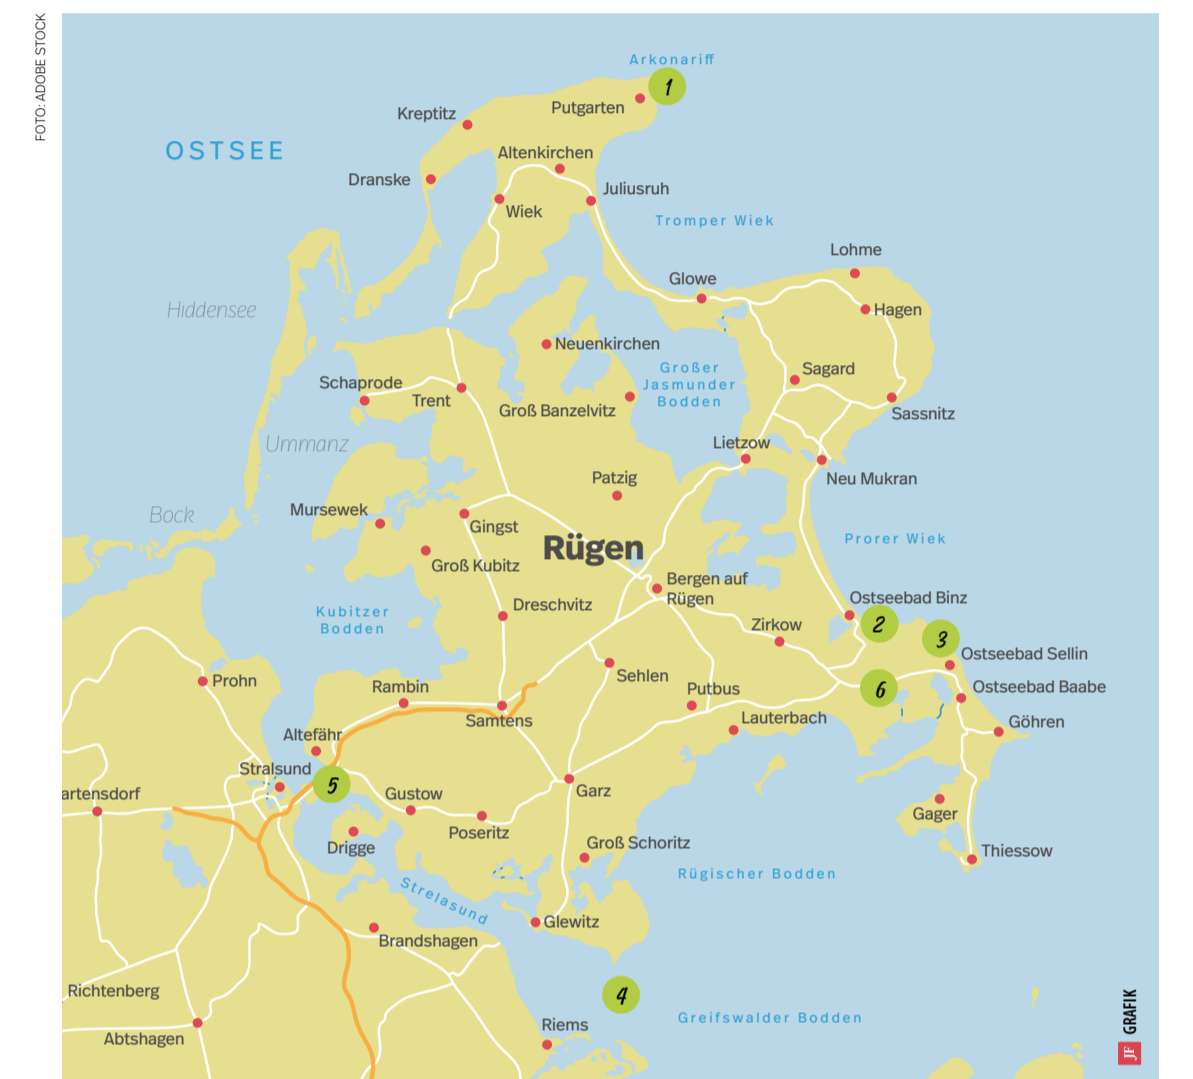 FOTO: ADOBE STOCK
Arkonariff
1
Putgarten
Kreptitz
OSTSEE
Altenkirchen
Dranske
Juliusruh
Wiek
Tromper Wiek
Lohme
Glowe
Hiddensee
Hagen
Neuenkirchen
Großer
Jasmunder
Bodden
Sagard
Schaprode
Trent
Groß Banzelvitz
Sassnitz
Ummanz
Lietzow
Patzig
Neu Mukran
Mursewek
Bock
Gingst
Rügen
Prorer Wiek
Groß Kubitz
Bergen auf
Rügen
Ostseebad Binz
Dreschvitz
Kubitzer
Bodden
Zirkow
2
3
Ostseebad Sellin
Sehlen
Prohn
Rambin
Putbus
6
Ostseebad Baabe
Samtens
Lauterbach
Göhren
Altefähr
Stralsund
5
Garz
artensdorf
Gustow
Gager
Poseritz
Drigge
Groß Schoritz
Thiessow
Rügischer Bodden
Strelasund
Glewitz
Brandshagen
Richtenberg
4
Greifswalder Bodden
Riems
Abtshagen
JF GRAFIK